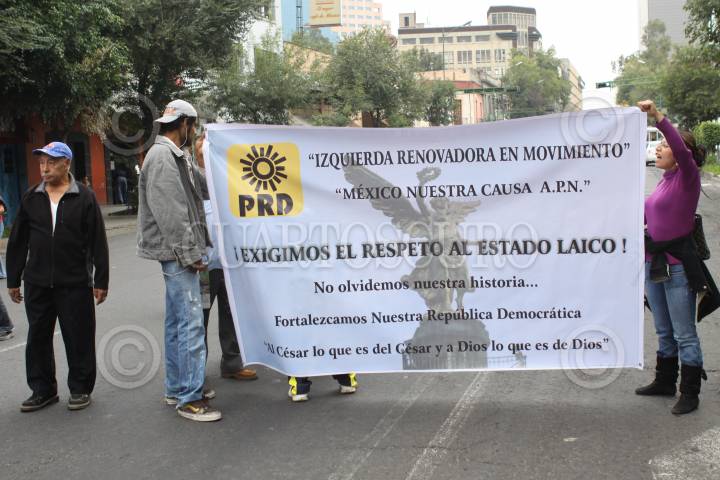 PRD
"IZQUIERDA RENOVADORA EN MOVIMIENTO"
"MÉXICO NUESTRA CAUSA A.P.N."
¡ EXIGIMOS EL RESPETO AL ESTADO LAICO !
No olvidemos nuestra historia...
Fortalezcamos Nuestra República Democrática
"Al César lo que es del César y a Dios lo que es de Dios"
CUARTOSCURO